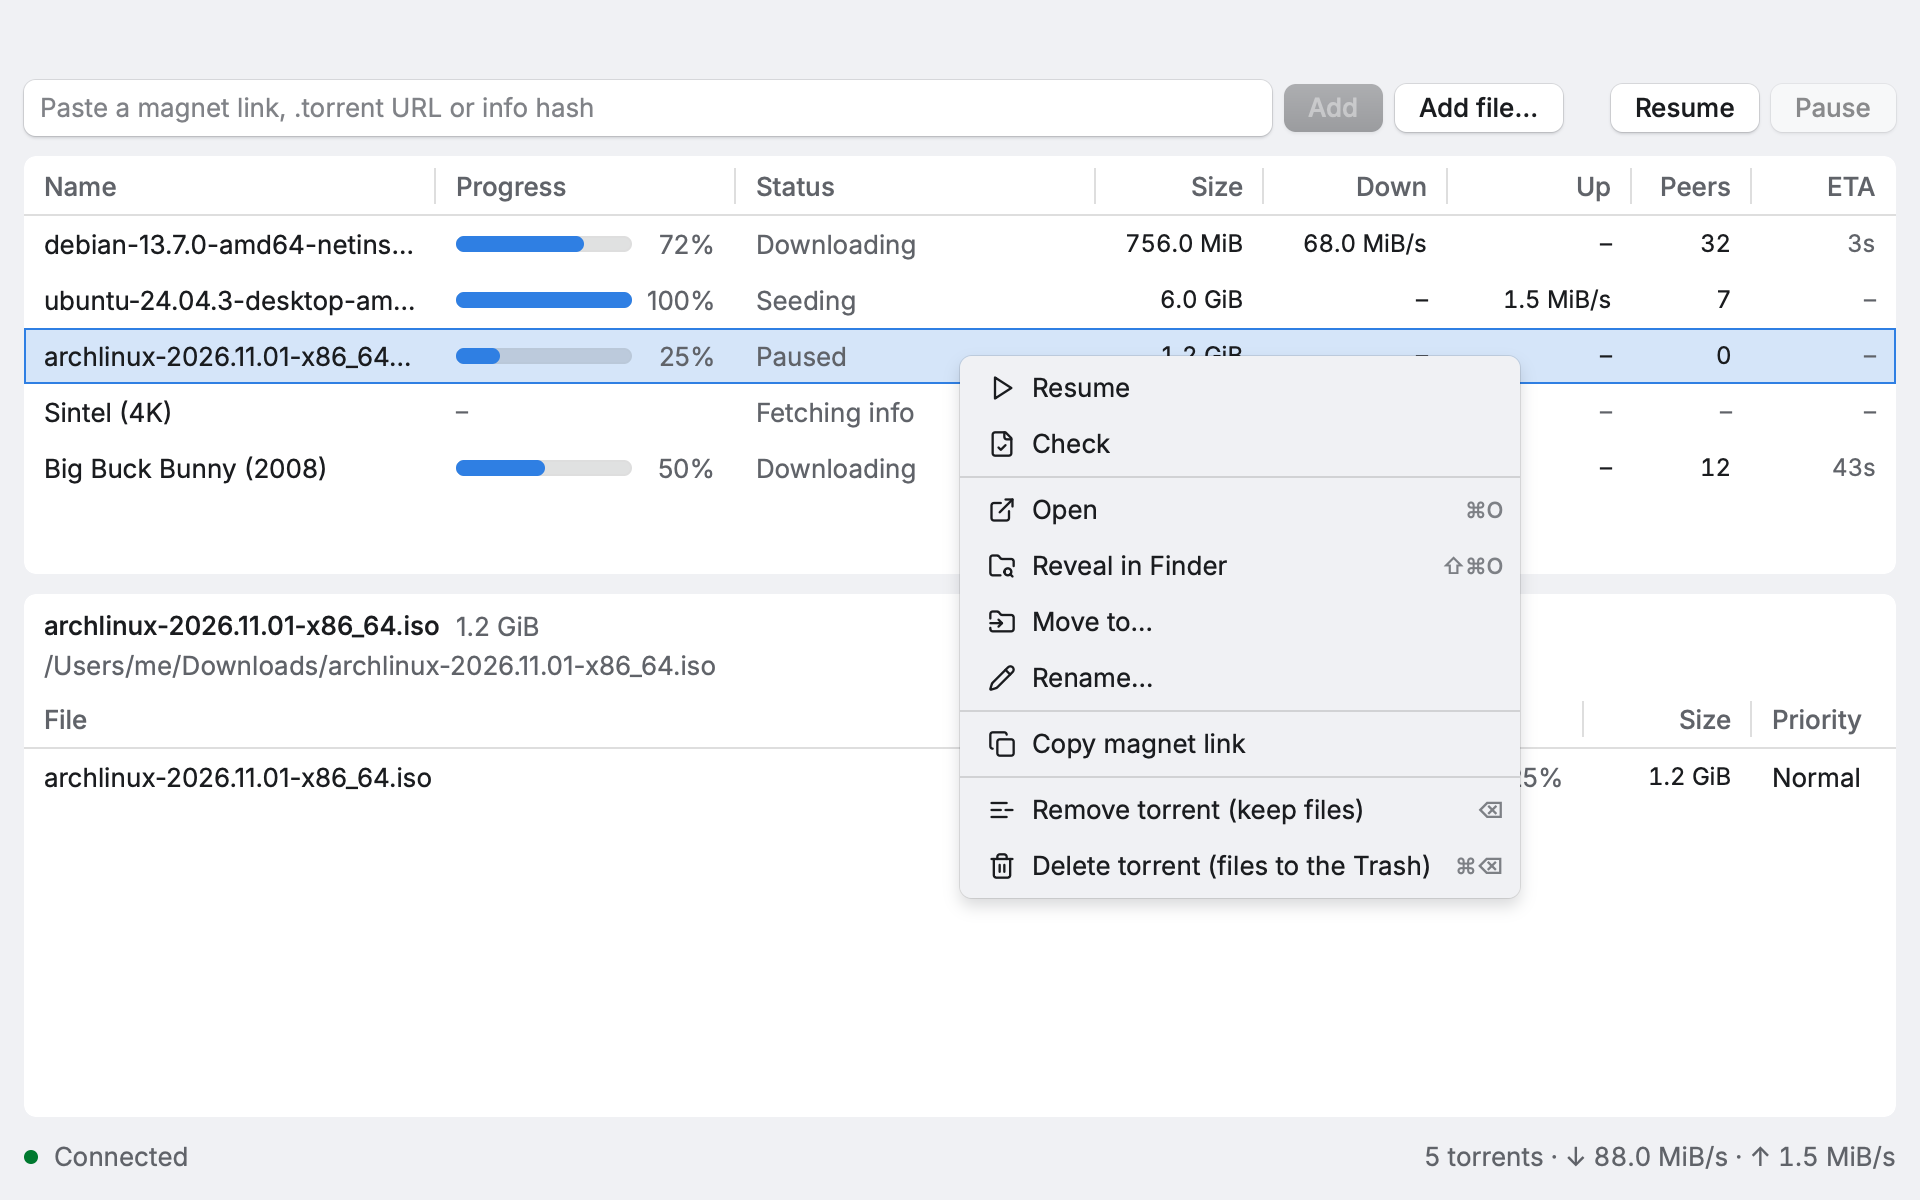 Paste a magnet link, .torrent URL or info hash
Add
Add file...
Resume
Pause
Name Progress Status Size Down Up Peers ETA
debian-13.7.0-amd64-netins... 72% Downloading 756.0 MiB 68.0 MiB/s – 32 3s
ubuntu-24.04.3-desktop-am... 100% Seeding 6.0 GiB – 1.5 MiB/s 7 –
archlinux-2026.11.01-x86_64... 25% Paused 1.2 GiB – – 0 –
Sintel (4K) – Fetching info – – –
Big Buck Bunny (2008) 50% Downloading – 12 43s
Resume
Check
Open ⌘O
Reveal in Finder ⇧⌘O
Move to...
Rename...
Copy magnet link
Remove torrent (keep files) ⌫
Delete torrent (files to the Trash) ⌘⌫
archlinux-2026.11.01-x86_64.iso 1.2 GiB
/Users/me/Downloads/archlinux-2026.11.01-x86_64.iso
File Size Priority
archlinux-2026.11.01-x86_64.iso 5% 1.2 GiB Normal
Connected
5 torrents · ↓ 88.0 MiB/s · ↑ 1.5 MiB/s